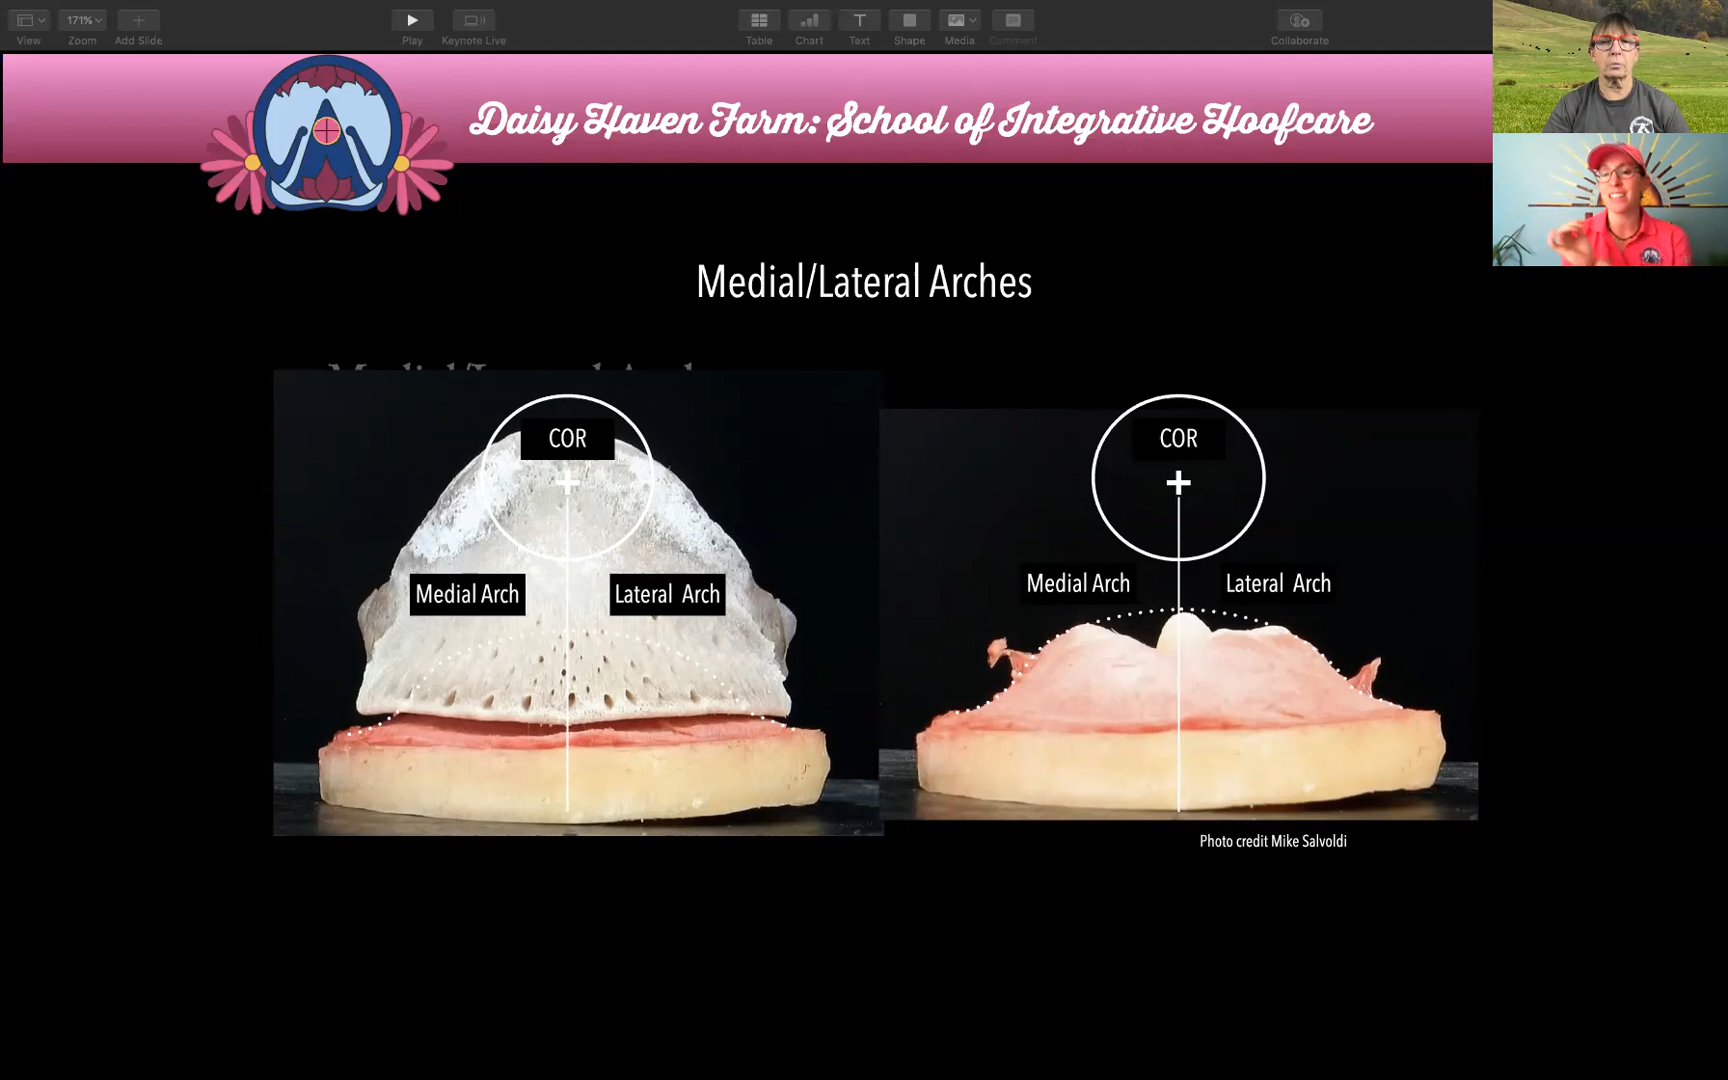 171%
View
Zoom
Add Slide
Play
Keynote Live
Table
Chart
Text
Shape
Media
Comment
Collaborate
Daisy Haven Farm: School of Integrative Hoofcare
Medial/Lateral Arches
COR
COR
Medial Arch
Lateral Arch
Medial Arch
Lateral Arch
Photo credit Mike Salvoldi